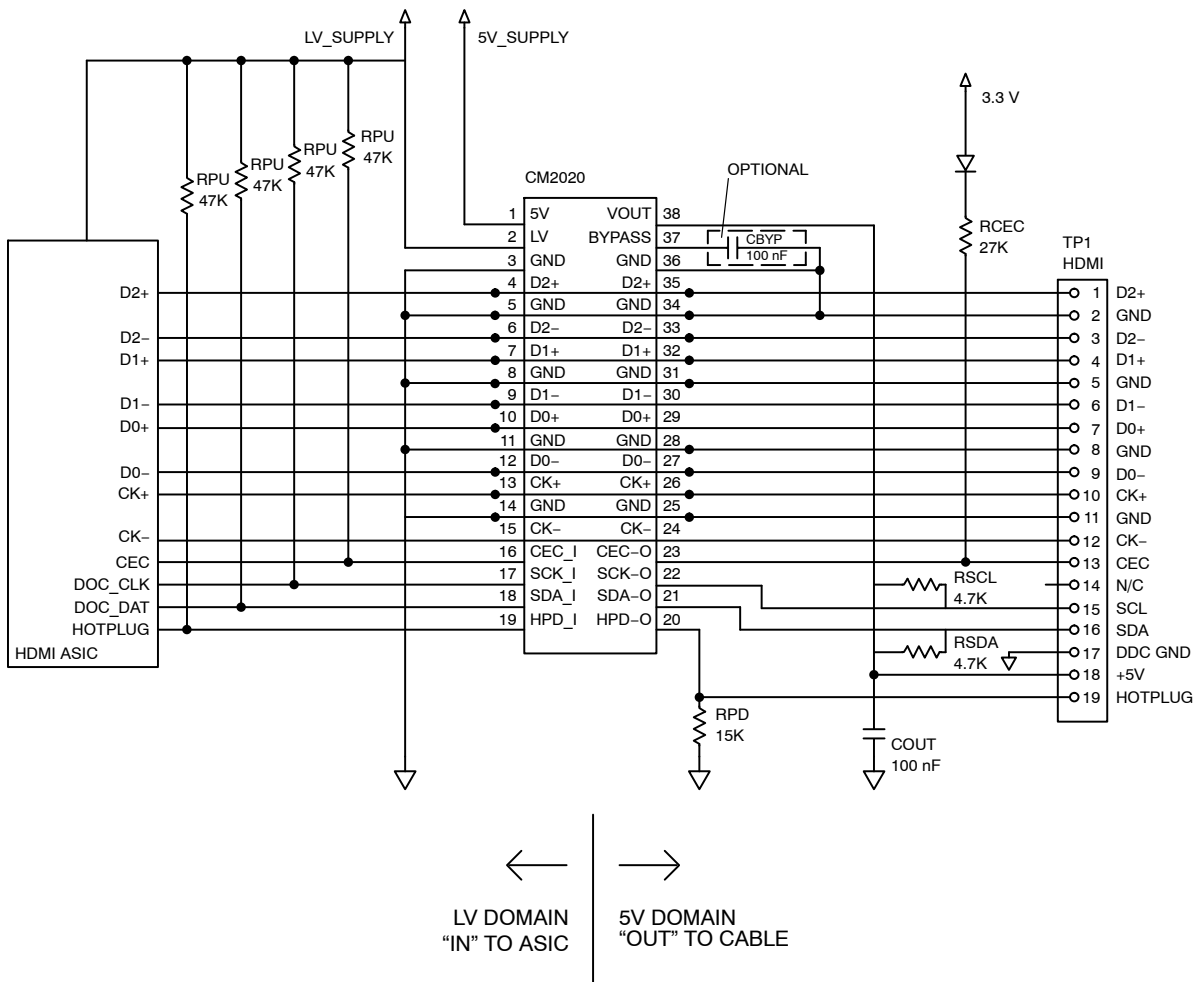 LV_SUPPLY
5V_SUPPLY
3.3 V
RPU
47K
RPU
47K
RPU
47K
RPU
47K
OPTIONAL
CM2020
CBYP
100 nF
RCEC
27K
TP1
HDMI
1 5V VOUT 38
2 LV BYPASS 37
3 GND GND 36
4 D2+ D2+ 35
5 GND GND 34
6 D2− D2− 33
7 D1+ D1+ 32
8 GND GND 31
9 D1− D1− 30
10 D0+ D0+ 29
11 GND GND 28
12 D0− D0− 27
13 CK+ CK+ 26
14 GND GND 25
15 CK− CK− 24
16 CEC_I CEC−O 23
17 SCK_I SCK−O 22
18 SDA_I SDA−O 21
19 HPD_I HPD−O 20
D2+
D2−
D1+
D1−
D0+
D0−
CK+
CK−
CEC
DOC_CLK
DOC_DAT
HOTPLUG
HDMI ASIC
1 D2+
2 GND
3 D2−
4 D1+
5 GND
6 D1−
7 D0+
8 GND
9 D0−
10 CK+
11 GND
12 CK−
13 CEC
14 N/C
15 SCL
16 SDA
17 DDC GND
18 +5V
19 HOTPLUG
RSCL
4.7K
RSDA
4.7K
RPD
15K
COUT
100 nF
LV DOMAIN
“IN” TO ASIC
5V DOMAIN
“OUT” TO CABLE